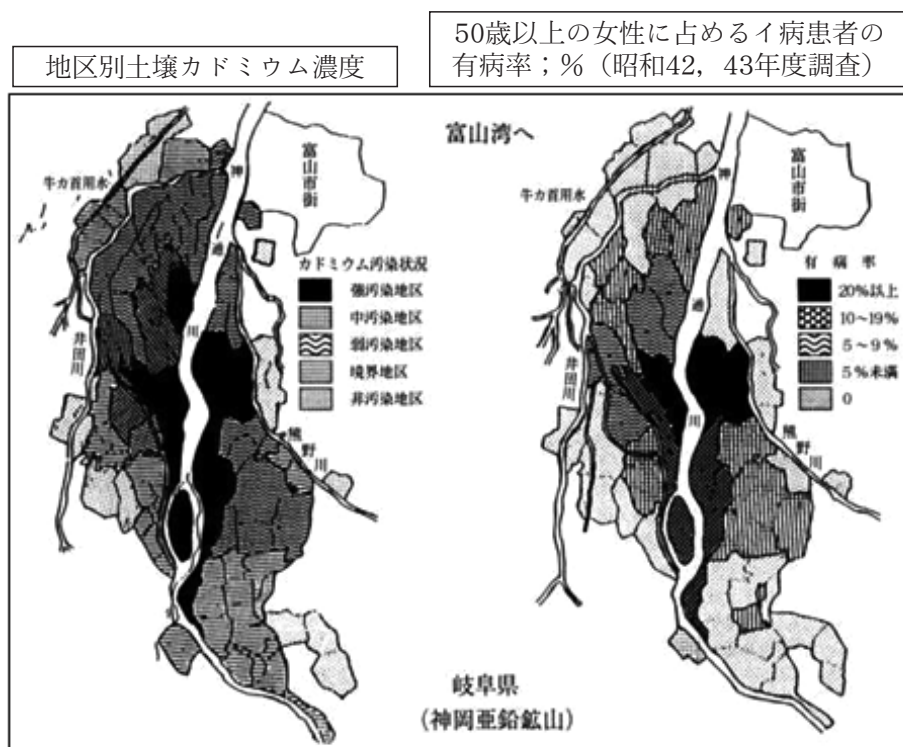 地区別土壌カドミウム濃度
50歳以上の女性に占めるイ病患者の
有病率；％（昭和42，43年度調査）
富山湾へ
牛カ首用水
神
通
川
富山市街
カドミウム汚染状況
強汚染地区
中汚染地区
弱汚染地区
境界地区
非汚染地区
井田川
熊野川
牛カ首用水
神
通
川
富山市街
有病率
20％以上
10～19％
5～9％
5％未満
0
井田川
熊野川
岐阜県
（神岡亜鉛鉱山）